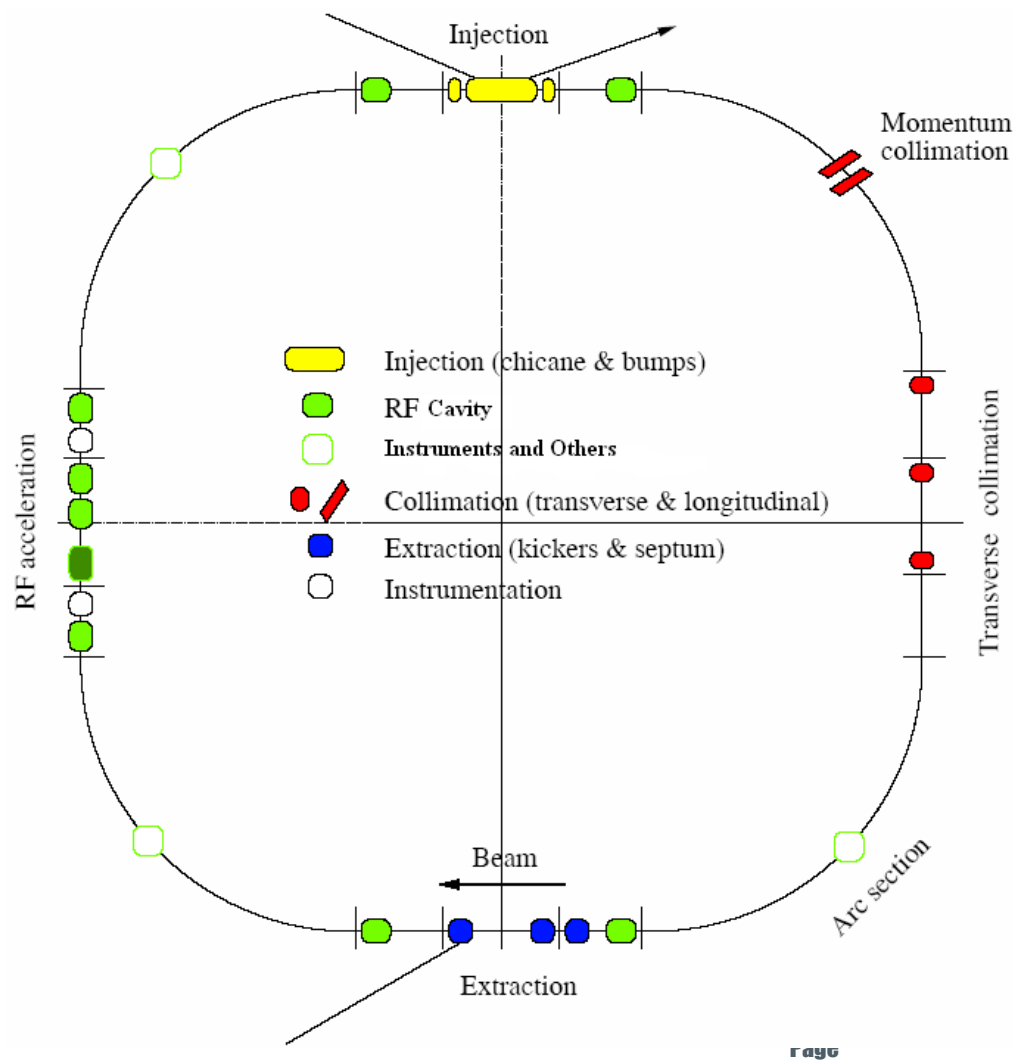 Injection
Momentum
collimation
Injection (chicane & bumps)
RF Cavity
Instruments and Others
Collimation (transverse & longitudinal)
Extraction (kickers & septum)
Instrumentation
RF acceleration
Transverse collimation
Beam
Arc section
Extraction
Page